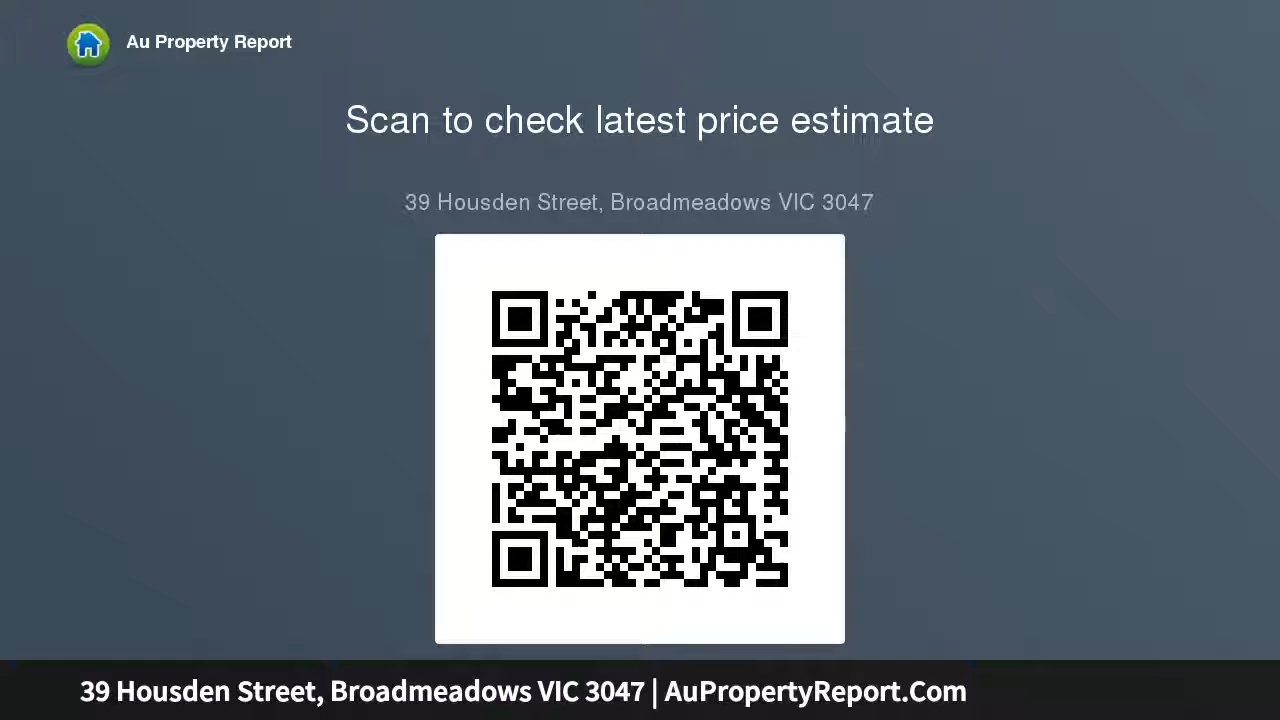 Au Property Report
Scan to check latest price estimate
39 Housden Street, Broadmeadows VIC 3047
39 Housden Street, Broadmeadows VIC 3047 | AuPropertyReport.Com